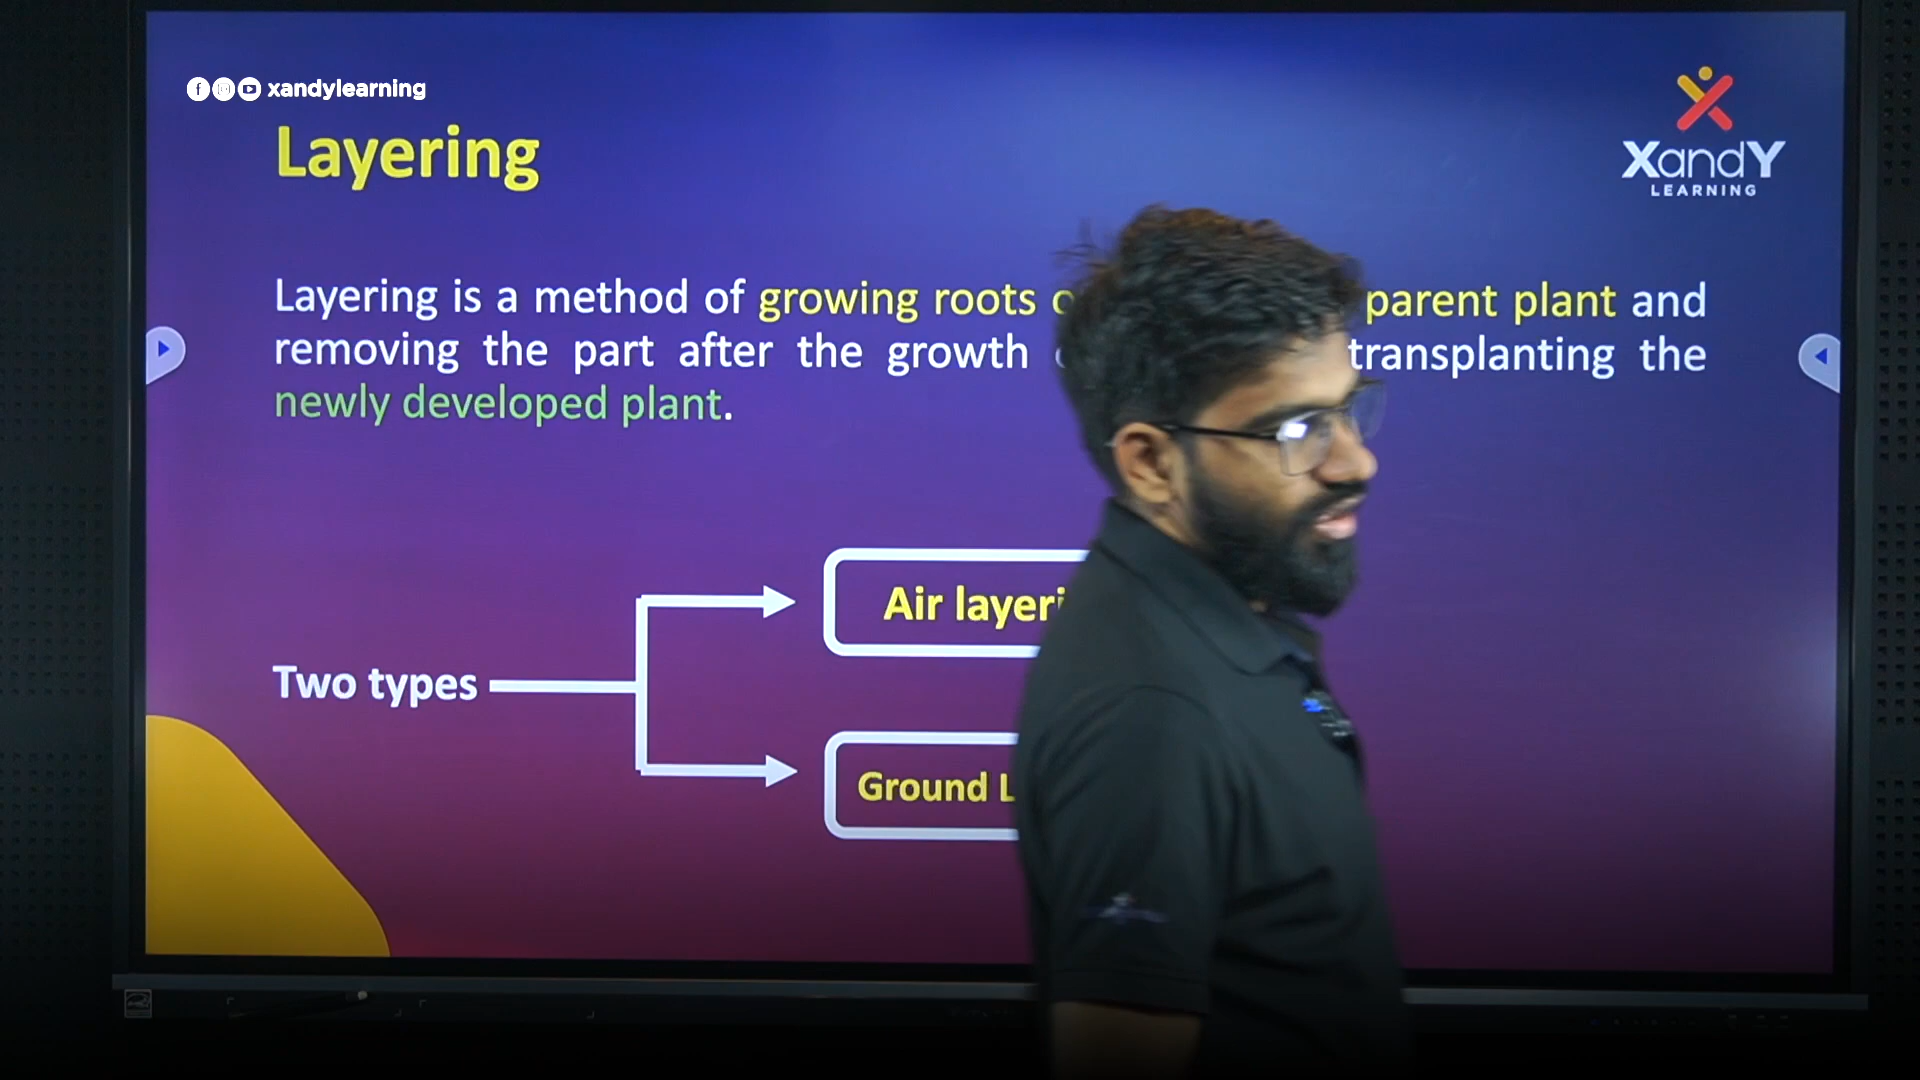 xandylearning
XandY
LEARNING
Layering
Layering is a method of growing roots parent plant and
removing the part after the growth transplanting the
newly developed plant.
Air
Two types
Ground